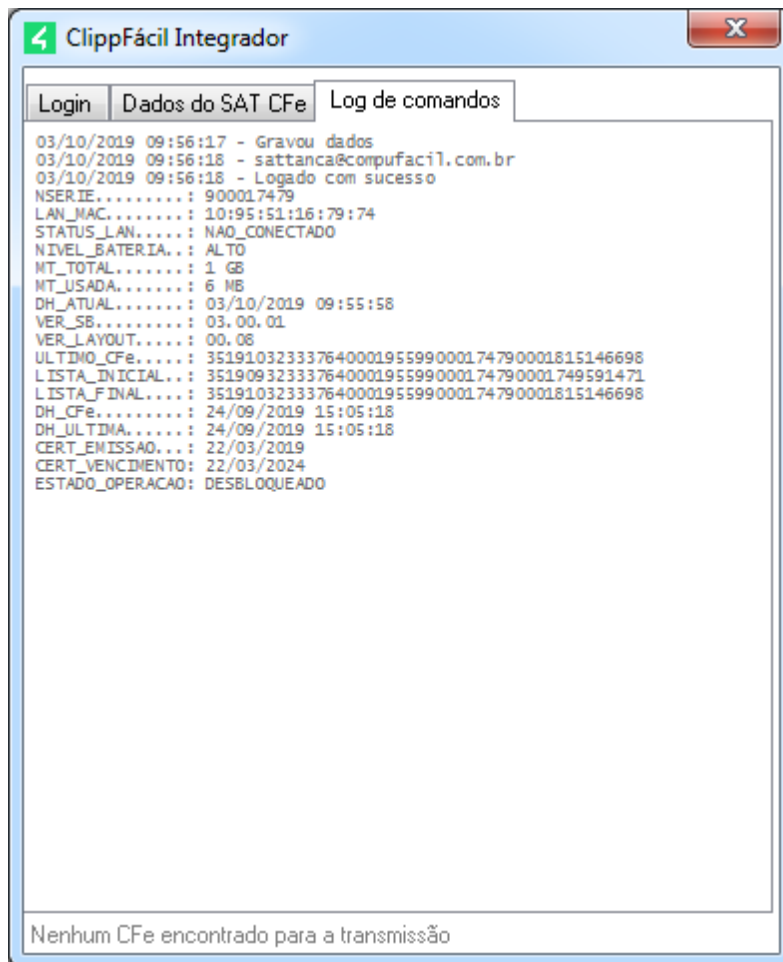 ClippFácil Integrador
Login
Dados do SAT CFe
Log de comandos
03/10/2019 09:56:17 - Gravou dados
03/10/2019 09:56:18 - sattanca@compufacil.com.br
03/10/2019 09:56:18 - Logado com sucesso
NSERIE.........: 900017479
LAN_MAC........: 10:95:51:16:79:74
STATUS_LAN.....: NAO_CONECTADO
NIVEL_BATERIA..: ALTO
MT_TOTAL.......: 1 GB
MT_USADA.......: 6 MB
DH_ATUAL.......: 03/10/2019 09:55:58
VER_SB.........: 03.00.01
VER_LAYOUT.....: 00.08
ULTIMO_CFe.....: 35191032333764000195599000174790001815146698
LISTA_INICIAL..: 35190932333764000195599000174790001749591471
LISTA_FINAL....: 35191032333764000195599000174790001815146698
DH_CFe.........: 24/09/2019 15:05:18
DH_ULTIMA......: 24/09/2019 15:05:18
CERT_EMISSAO...: 22/03/2019
CERT_VENCIMENTO: 22/03/2024
ESTADO_OPERACAO: DESBLOQUEADO
Nenhum CFe encontrado para a transmissão